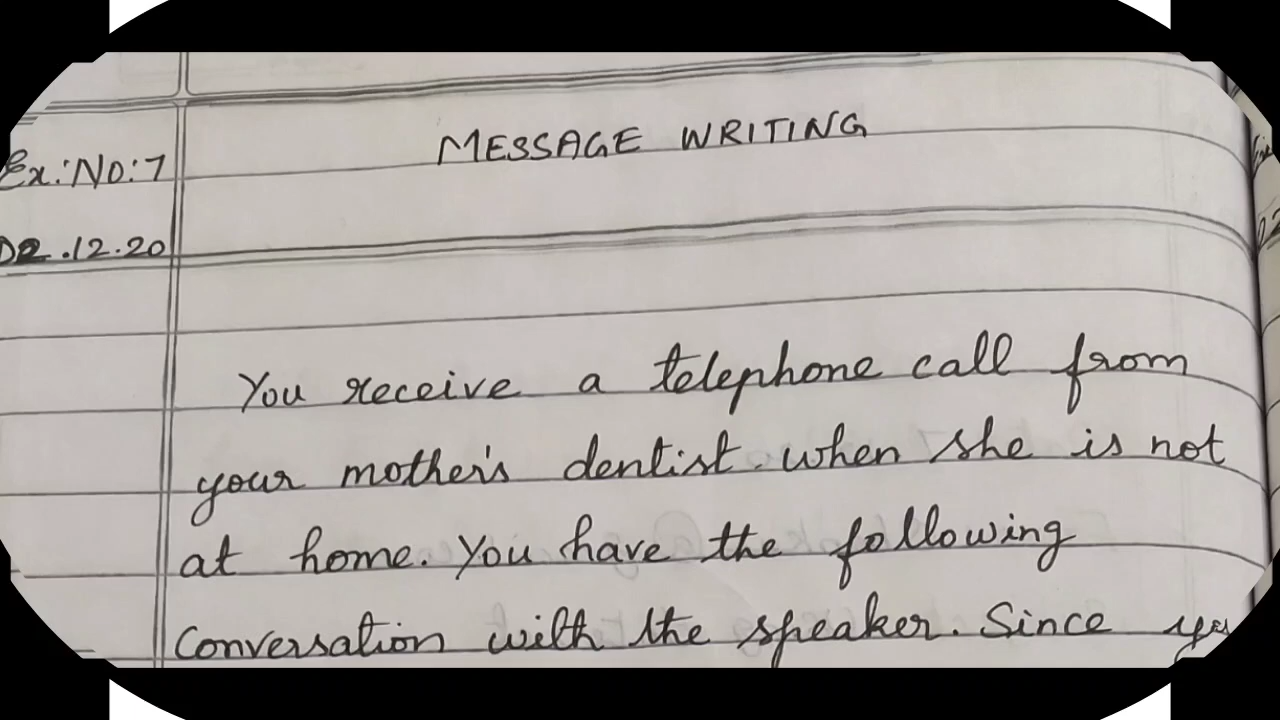 MESSAGE WRITING
Ex.No:7
.12.20
You receive a telephone call from
your mother's dentist. when she is not
at home. You have the following
Conversation with the speaker. Since